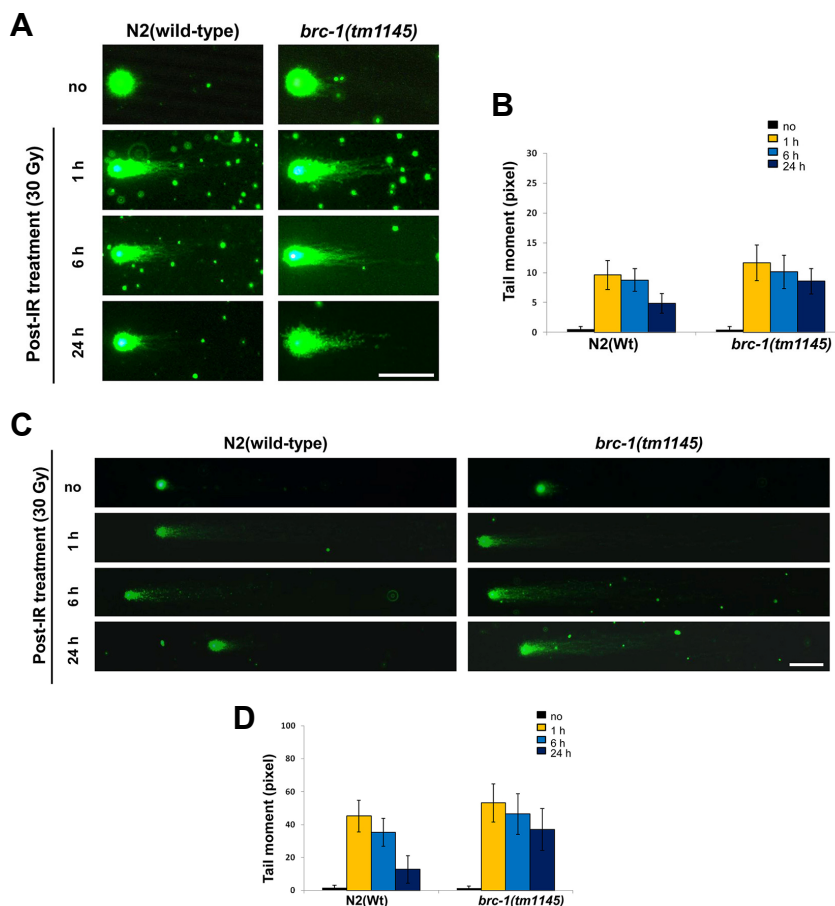 A
N2(wild-type) brc-1(tm1145)
no
Post-IR treatment (30 Gy)
1 h
6 h
24 h
B
no
1 h
6 h
24 h
Tail moment (pixel)
30
25
20
15
10
5
0
N2(Wt) brc-1(tm1145)
C
N2(wild-type) brc-1(tm1145)
Post-IR treatment (30 Gy)
no
1 h
6 h
24 h
D
no
1 h
6 h
24 h
Tail moment (pixel)
100
80
60
40
20
0
N2(Wt) brc-1(tm1145)